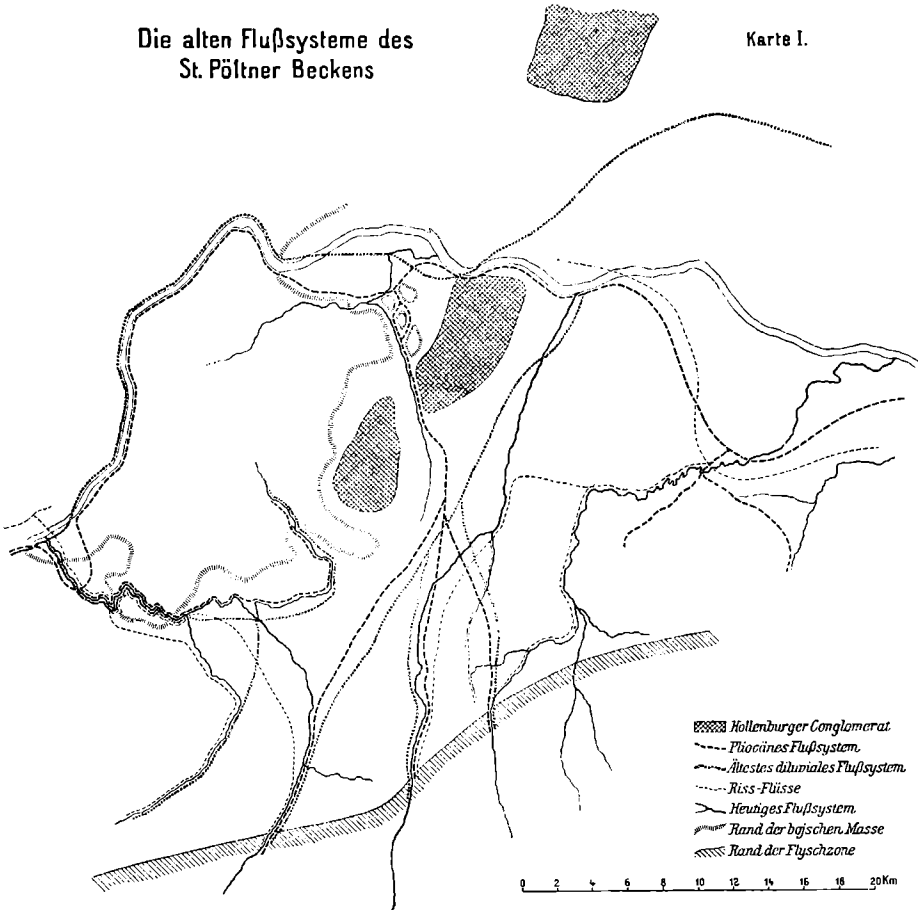 Die alten Flußsysteme des
St. Pöltner Beckens
Karte I.
Hollenburger Conglomerat
Pliocänes Flußsystem
Ältestes diluviales Flußsystem
Riss-Flüsse
Heutiges Flußsystem
Rand der bojschen Masse
Rand der Flyschzone
0 2 4 6 8 10 12 14 16 18 20 Km